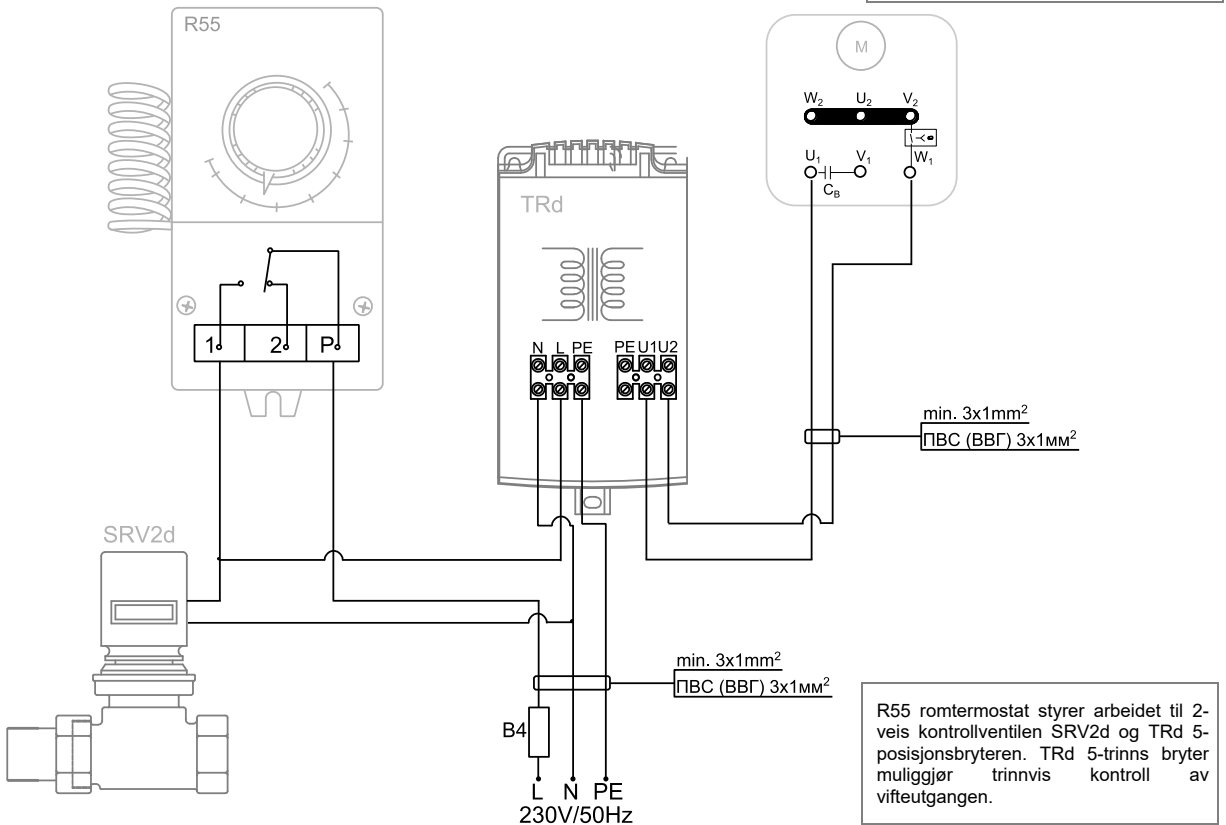 R55
M
W₂ U₂ V₂
U₁ V₁ W₁
C_B
TRd
N L PE PE U1 U2
1 2 P
min. 3x1mm²
ПВС (ВВГ) 3x1мм²
SRV2d
min. 3x1mm²
ПВС (ВВГ) 3x1мм²
B4
L N PE
230V/50Hz
R55 romtermostat styrer arbeidet til 2-
veis kontrollventilen SRV2d og TRd 5-
posisjonsbryteren. TRd 5-trinns bryter
muliggjør trinnvis kontroll av
vifteutgangen.